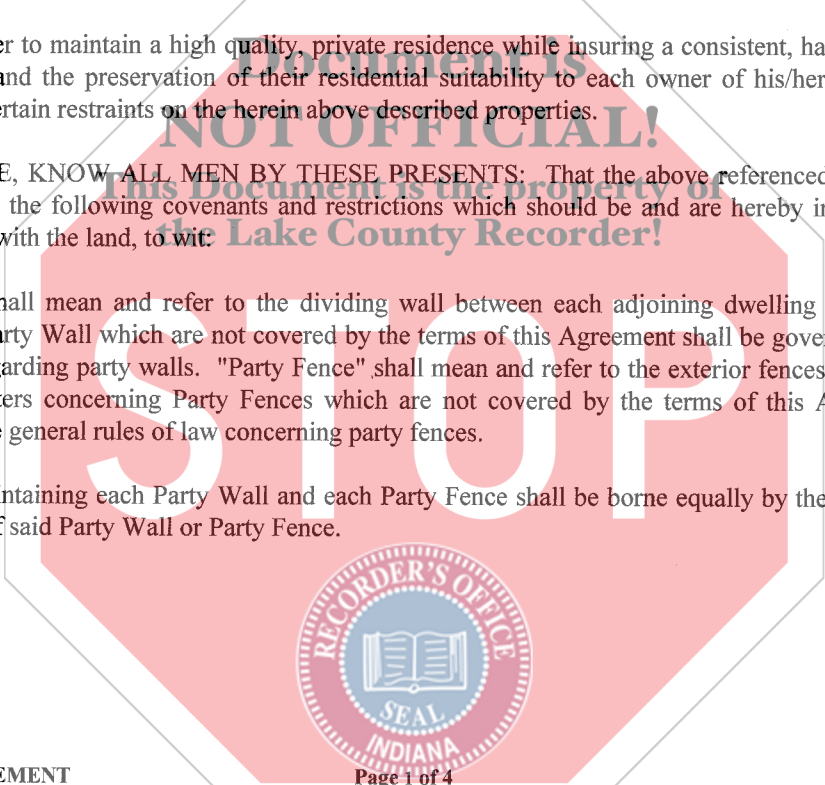 er to maintain a high quality, private residence while insuring a consistent, ha
and the preservation of their residential suitability to each owner of his/her
ertain restraints on the herein above described properties.
E, KNOW ALL MEN BY THESE PRESENTS: That the above referenced
the following covenants and restrictions which should be and are hereby in
with the land, to wit:
hall mean and refer to the dividing wall between each adjoining dwelling
arty Wall which are not covered by the terms of this Agreement shall be gover
garding party walls. "Party Fence" shall mean and refer to the exterior fences
ters concerning Party Fences which are not covered by the terms of this A
e general rules of law concerning party fences.
intaining each Party Wall and each Party Fence shall be borne equally by the
f said Party Wall or Party Fence.
EMENT
Page 1 of 4
Document is
NOT OFFICIAL!
This Document is the property of
the Lake County Recorder!
STOP
RECORDER'S OFFICE
SEAL
INDIANA